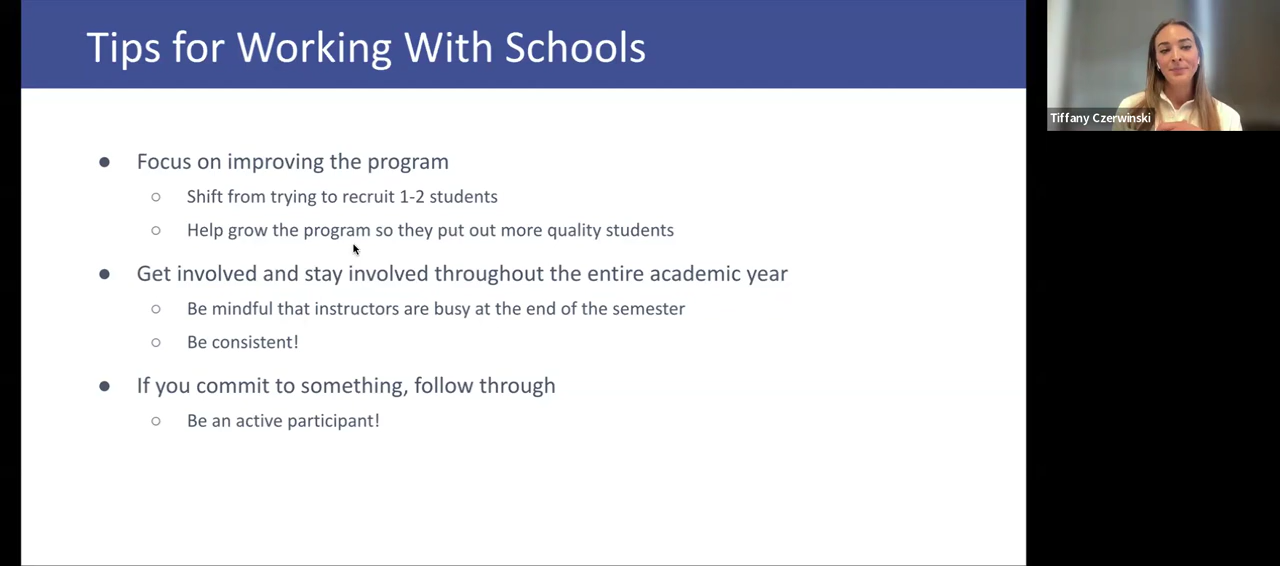 Tips for Working With Schools
Tiffany Czerwinski
● Focus on improving the program
○ Shift from trying to recruit 1-2 students
○ Help grow the program so they put out more quality students
● Get involved and stay involved throughout the entire academic year
○ Be mindful that instructors are busy at the end of the semester
○ Be consistent!
● If you commit to something, follow through
○ Be an active participant!